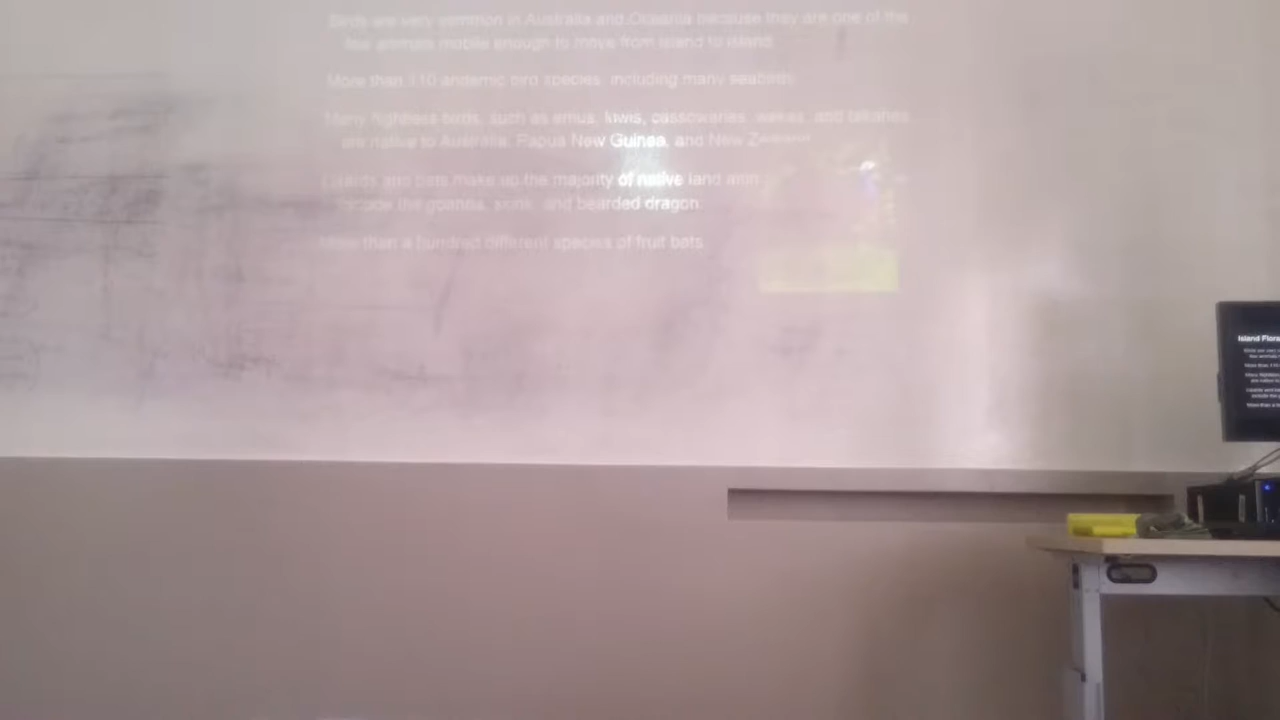 Birds are very common in Australia and Oceania because they are one of the
few animals mobile enough to move from island to island
More than 110 endemic bird species, including many seabirds
Many flightless birds, such as emus, kiwis, cassowaries, wekas, and takahes,
are native to Australia, Papua New Guinea, and New Zealand
Lizards and bats make up the majority of native land
include the goanna, skink, and bearded dragon.
More than a hundred different species of fruit bats
Island Flora